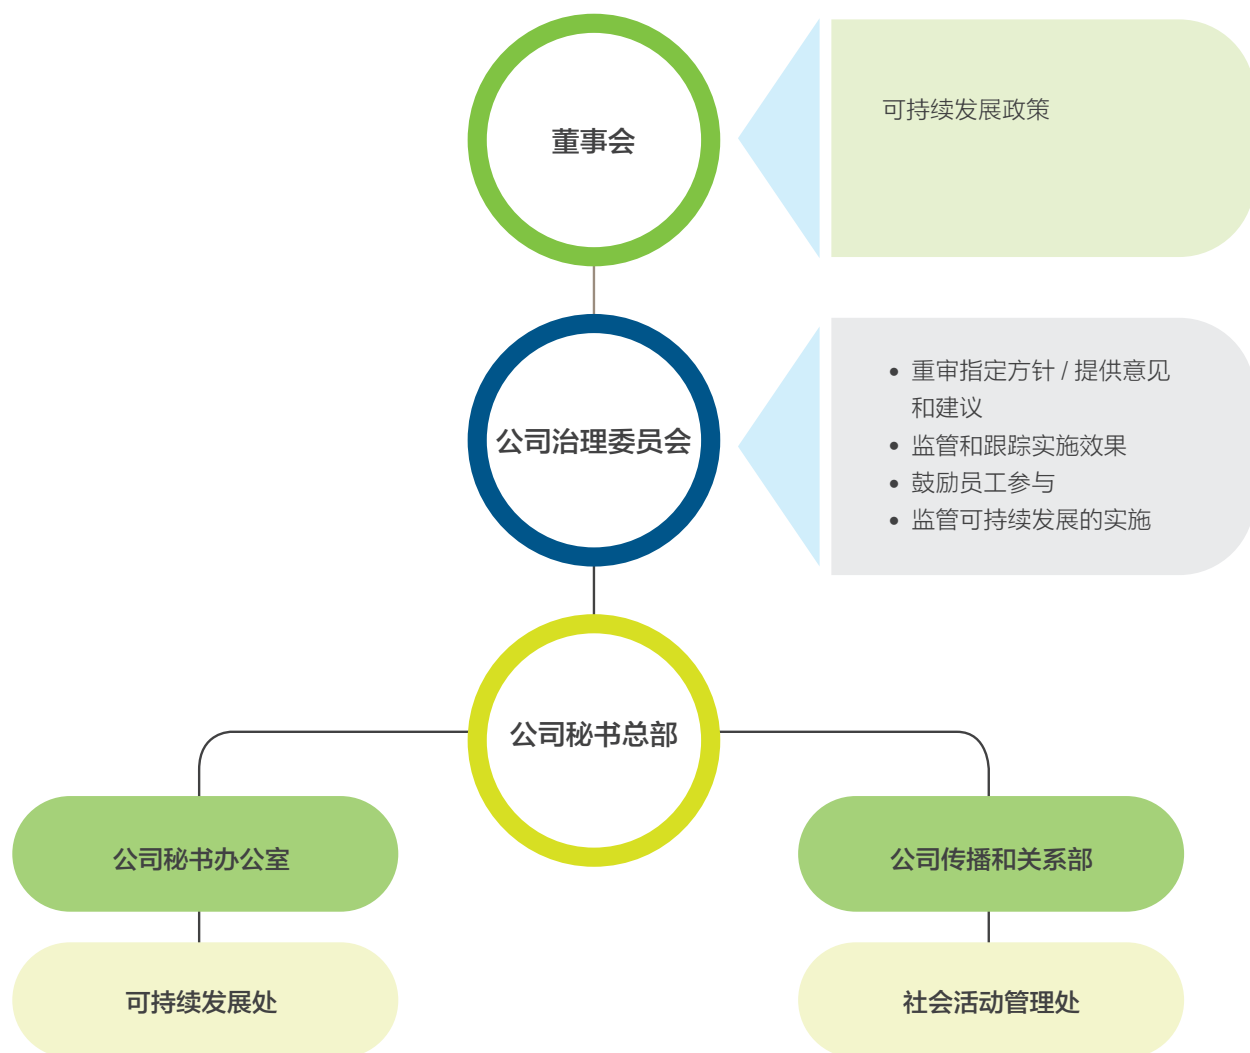 董事会
可持续发展政策
公司治理委员会
• 重审指定方针 / 提供意见
和建议
• 监管和跟踪实施效果
• 鼓励员工参与
• 监管可持续发展的实施
公司秘书总部
公司秘书办公室
公司传播和关系部
可持续发展处
社会活动管理处